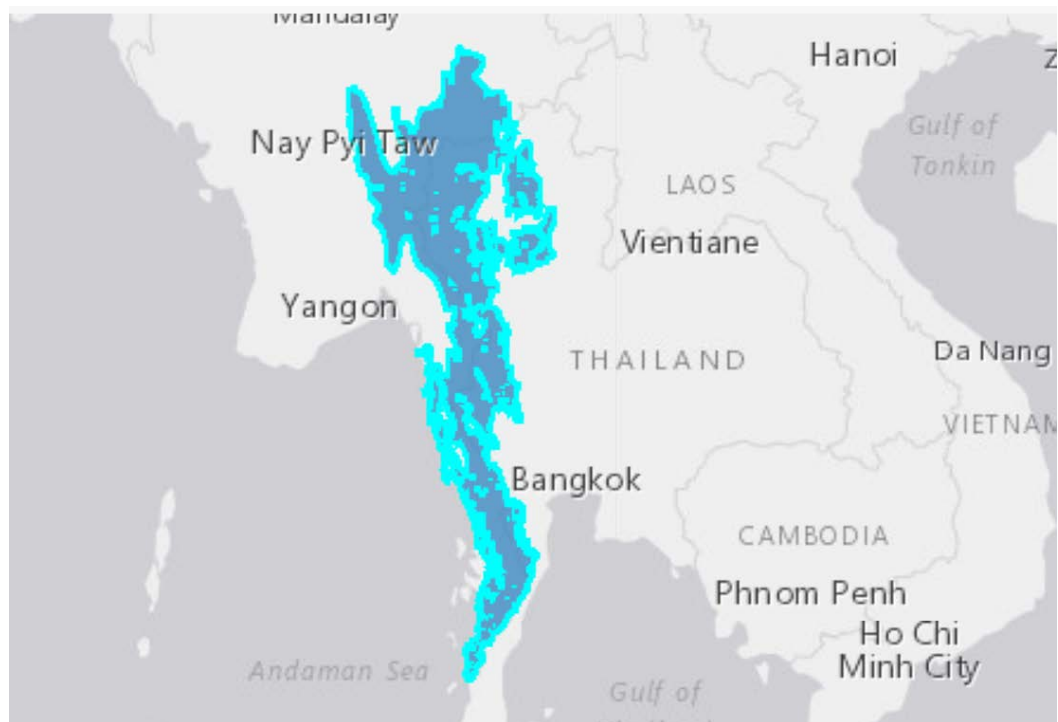 Mandalay
Hanoi
Gulf of
Tonkin
Nay Pyi Taw
LAOS
Vientiane
Yangon
THAILAND
Da Nang
VIETNAM
Bangkok
CAMBODIA
Phnom Penh
Ho Chi
Minh City
Andaman Sea
Gulf of